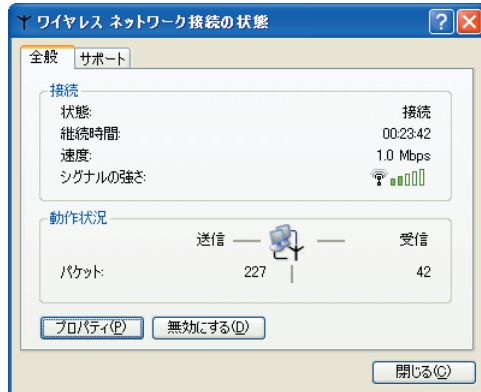 ワイヤレス ネットワーク接続の状態
全般 サポート
接続
状態: 接続
継続時間: 00:23:42
速度: 1.0 Mbps
シグナルの強さ:
動作状況
送信 受信
パケット: 227 42
プロパティ(P) 無効にする(D)
閉じる(C)